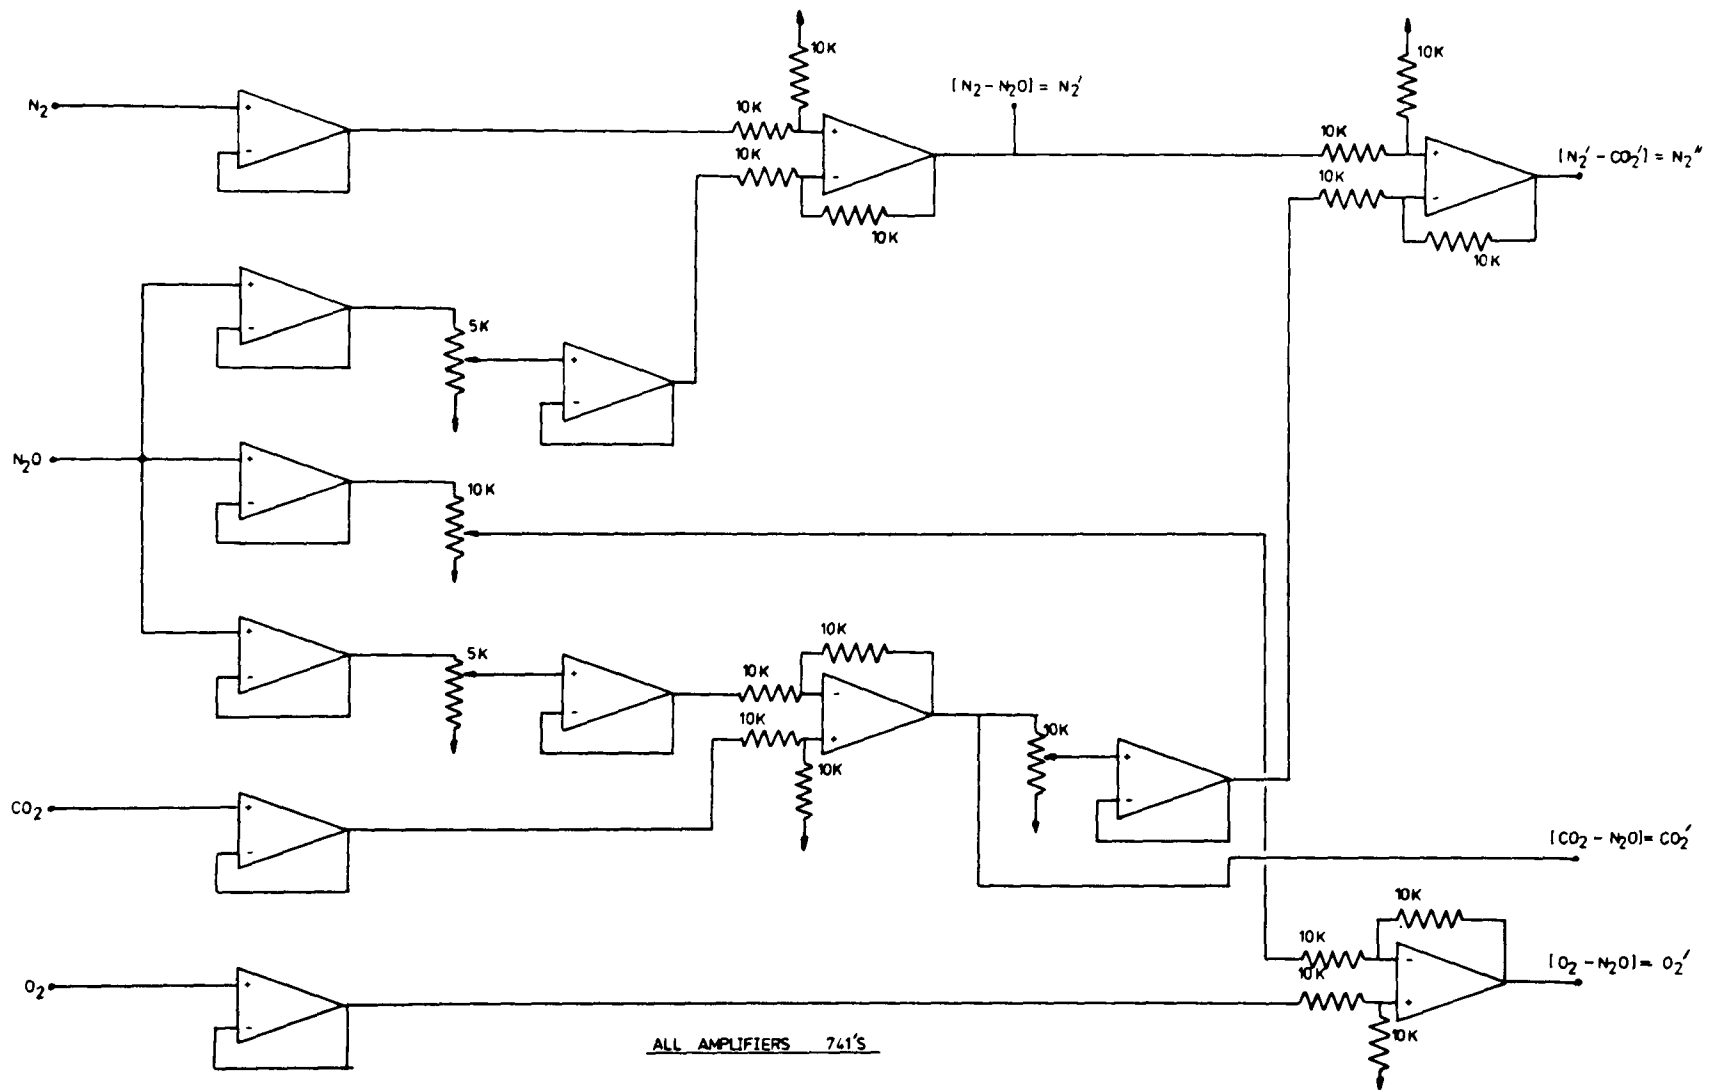 10K
10K
[N₂-N₂O] = N₂′
N₂
10K
10K
10K
10K
10K
10K
10K
[N₂′-CO₂′] = N₂″
5K
N₂O
10K
5K
10K
10K
10K
10K
10K
CO₂
[CO₂-N₂O]= CO₂′
10K
10K
10K
10K
[O₂-N₂O]= O₂′
O₂
ALL AMPLIFIERS 741'S
+
-
+
-
+
-
+
-
+
-
+
-
+
-
+
-
+
-
-
+
+
-
+
-
-
+